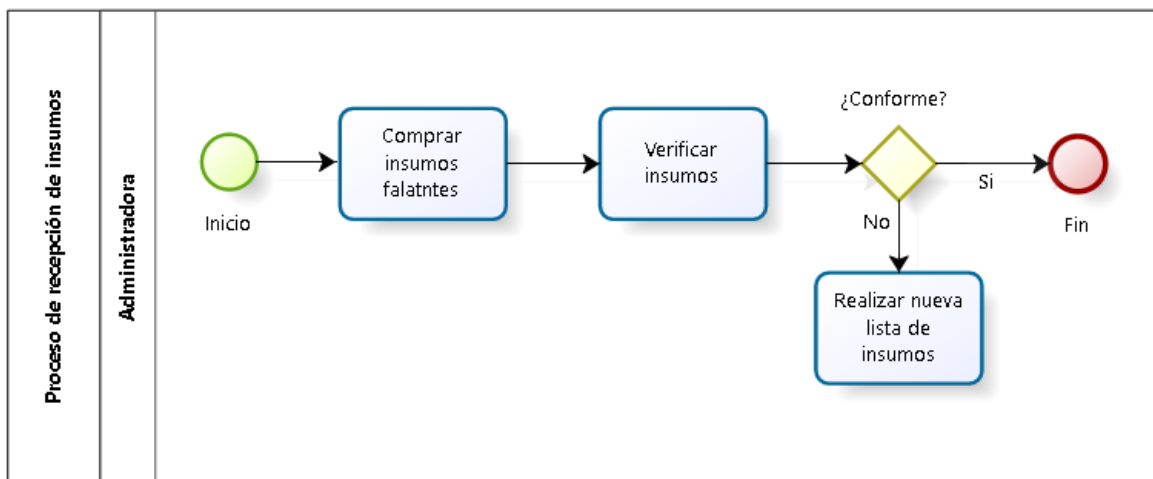 Proceso de recepción de insumos
Administradora
Inicio
Comprar
insumos
falatntes
Verificar
insumos
¿Conforme?
Si
No
Fin
Realizar nueva
lista de
insumos